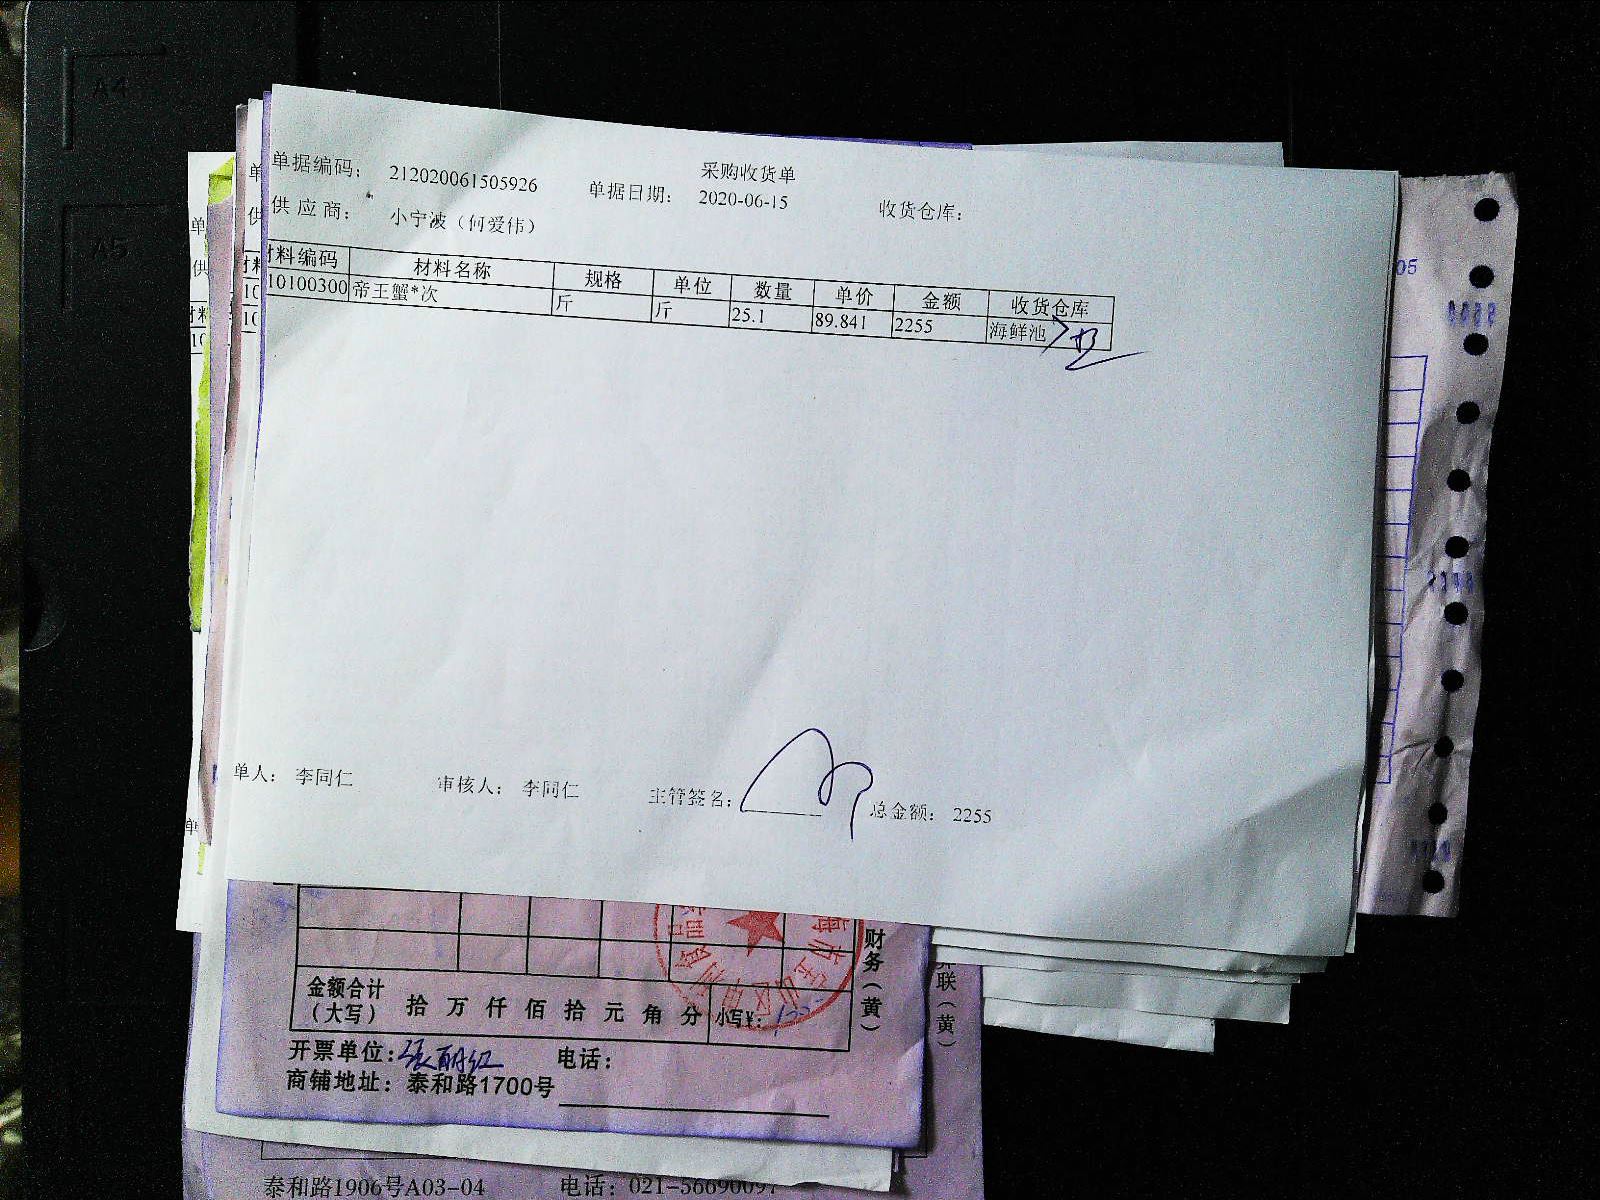 采购收货单
单据编码： 212020061505926 单据日期： 2020-06-15 收货仓库：
供应商： 小宁波（何爱伟）
材料编码 材料名称 规格 单位 数量 单价 金额 收货仓库
10100300 帝王蟹*次 斤 斤 25.1 89.841 2255 海鲜池
单人： 李同仁 审核人： 李同仁 主管签名： 总金额： 2255
金额合计（大写） 拾 万 仟 佰 拾 元 角 分 小写¥：
财务（黄）
联（黄）
开票单位：张丽红 电话：
商铺地址： 泰和路1700号
泰和路1906号A03-04 电话：021-56690097
A4
A5